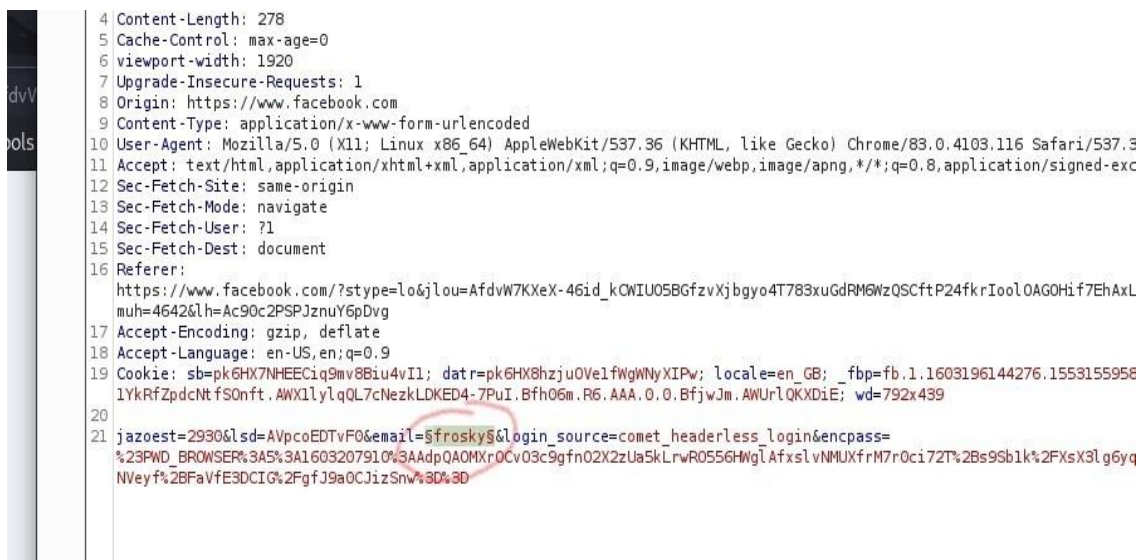 4 Content-Length: 278
5 Cache-Control: max-age=0
6 viewport-width: 1920
7 Upgrade-Insecure-Requests: 1
8 Origin: https://www.facebook.com
9 Content-Type: application/x-www-form-urlencoded
10 User-Agent: Mozilla/5.0 (X11; Linux x86_64) AppleWebKit/537.36 (KHTML, like Gecko) Chrome/83.0.4103.116 Safari/537.3
11 Accept: text/html,application/xhtml+xml,application/xml;q=0.9,image/webp,image/apng,*/*;q=0.8,application/signed-exc
12 Sec-Fetch-Site: same-origin
13 Sec-Fetch-Mode: navigate
14 Sec-Fetch-User: ?1
15 Sec-Fetch-Dest: document
16 Referer:
https://www.facebook.com/?stype=lo&jlou=AfdvW7KXeX-46id_kCWIUO5BGfzvXjbgyo4T783xuGdRM6WzQSCftP24fkrIoolOAGOHif7EhAxL
muh=4642&lh=Ac90c2PSPJznuY6pDvg
17 Accept-Encoding: gzip, deflate
18 Accept-Language: en-US,en;q=0.9
19 Cookie: sb=pk6HX7NHEECiq9mv8Biu4vI1; datr=pk6HX8hzjuOVe1fWgWNyXIPw; locale=en_GB; _fbp=fb.1.1603196144276.1553155958
1YkRfZpdcNtfSOnft.AWX1lylqQL7cNezkLDKED4-7PuI.Bfh06m.R6.AAA.0.0.BfjwJm.AWUrlQKXDiE; wd=792x439
20
21 jazoest=2930&lsd=AVpcoEDTvF0&email=§frosky§&login_source=comet_headerless_login&encpass=
%23PWD_BROWSER%3A5%3A1603207910%3AAdpQAOMXrOCvO3c9gfnO2X2zUa5kLrwRO556HWglAfxslvNMUXfrM7rOci72T%2Bs9Sb1k%2FXsX3lg6yq
NVeyf%2BFaVfE3DCIG%2FgfJ9a0CJizSnw%3D%3D
fdvV
ools